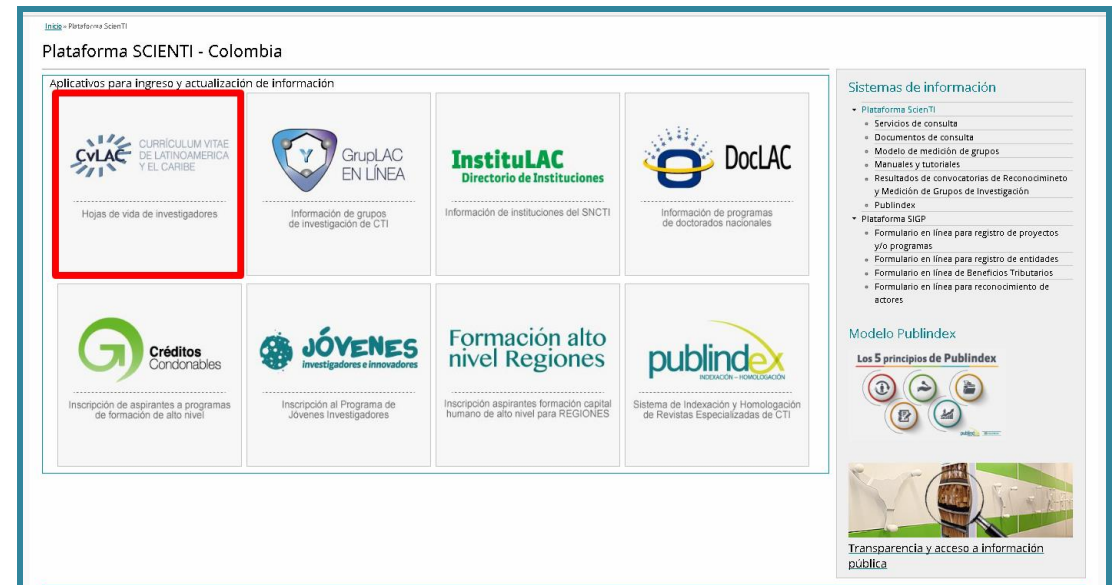 Inicio » Plataforma ScienTI
Plataforma SCIENTI - Colombia
Aplicativos para ingreso y actualización de información
CvLAC
CURRÍCULUM VITAE
DE LATINOAMERICA
Y EL CARIBE
Hojas de vida de investigadores
GrupLAC
EN LÍNEA
Información de grupos
de investigación de CTI
InstituLAC
Directorio de Instituciones
Información de instituciones del SNCTI
DocLAC
Información de programas
de doctorados nacionales
Créditos
Condonables
Inscripción de aspirantes a programas
de formación de alto nivel
JÓVENES
investigadores e innovadores
Inscripción al Programa de
Jóvenes Investigadores
Formación alto
nivel Regiones
Inscripción aspirantes formación capital
humano de alto nivel para REGIONES
publindex
INDEXACIÓN - HOMOLOGACIÓN
Sistema de Indexación y Homologación
de Revistas Especializadas de CTI
Sistemas de información
Plataforma ScienTI
Servicios de consulta
Documentos de consulta
Modelo de medición de grupos
Manuales y tutoriales
Resultados de convocatorias de Reconocimineto
y Medición de Grupos de Investigación
Publindex
Plataforma SIGP
Formulario en línea para registro de proyectos
y/o programas
Formulario en línea para registro de entidades
Formulario en línea de Beneficios Tributarios
Formulario en línea para reconocimiento de
actores
Modelo Publindex
Los 5 principios de Publindex
Transparencia y acceso a información
pública